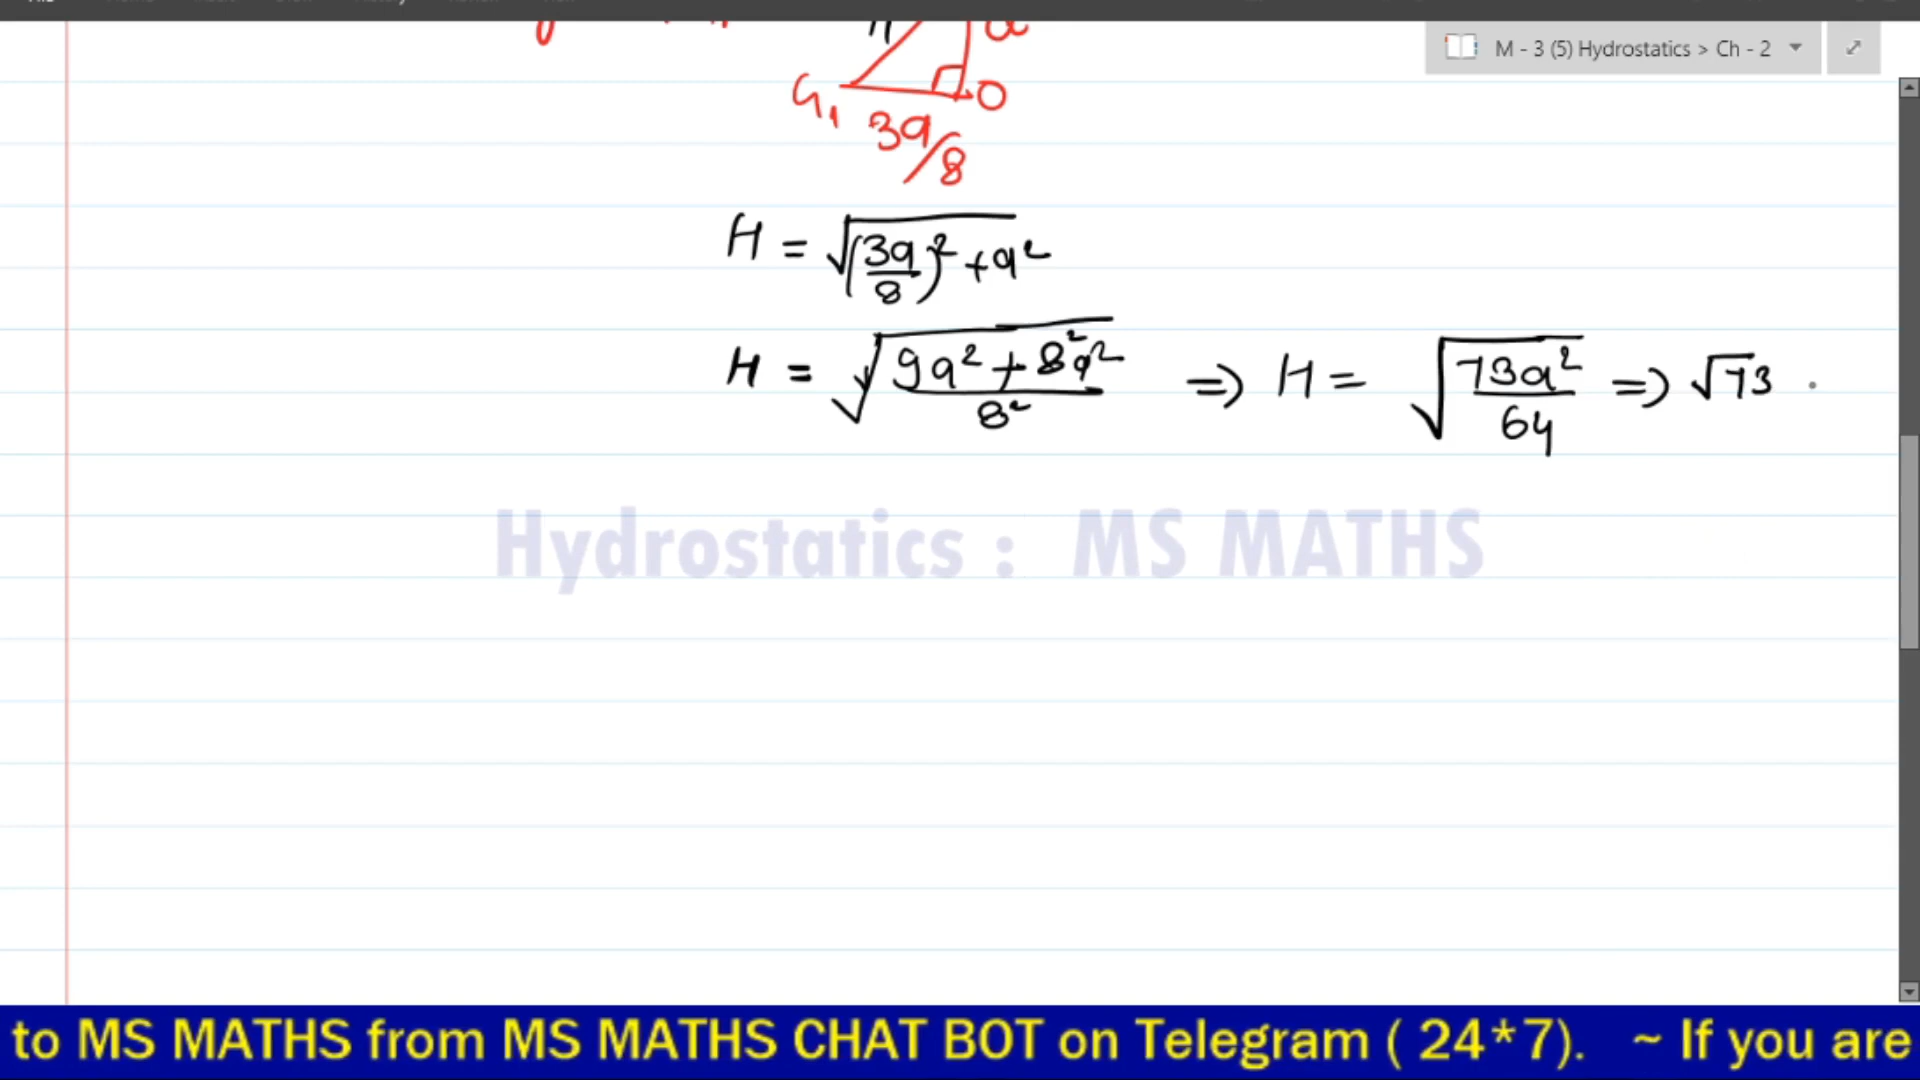 M - 3 (5) Hydrostatics > Ch - 2
G₁ O
3a/8
H = √(3a/8)² + a²
H = √9a² + 8²a²/8² => H = √73a²/64 => √73 .
Hydrostatics : MS MATHS
to MS MATHS from MS MATHS CHAT BOT on Telegram ( 24*7). ~ If you are